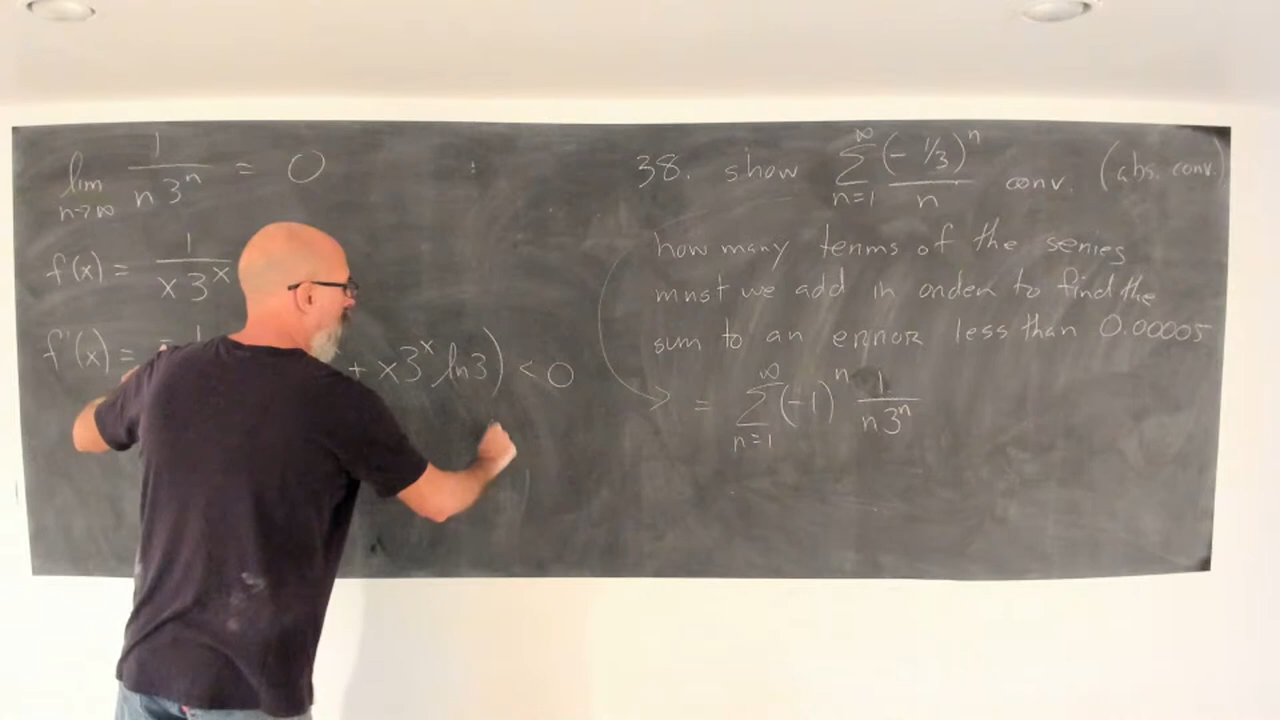 lim n→∞ 1/(n3^n) = 0
f(x) = 1/(x3^x)
f'(x) = -1 + x3^x ln3) < 0
38. show ∑_{n=1}^{∞} (-1/3)^n / n conv. (abs. conv.)
how many terms of the series
must we add in order to find the
sum to an error less than 0.00005
= ∑_{n=1}^{∞} (-1)^n 1/(n3^n)